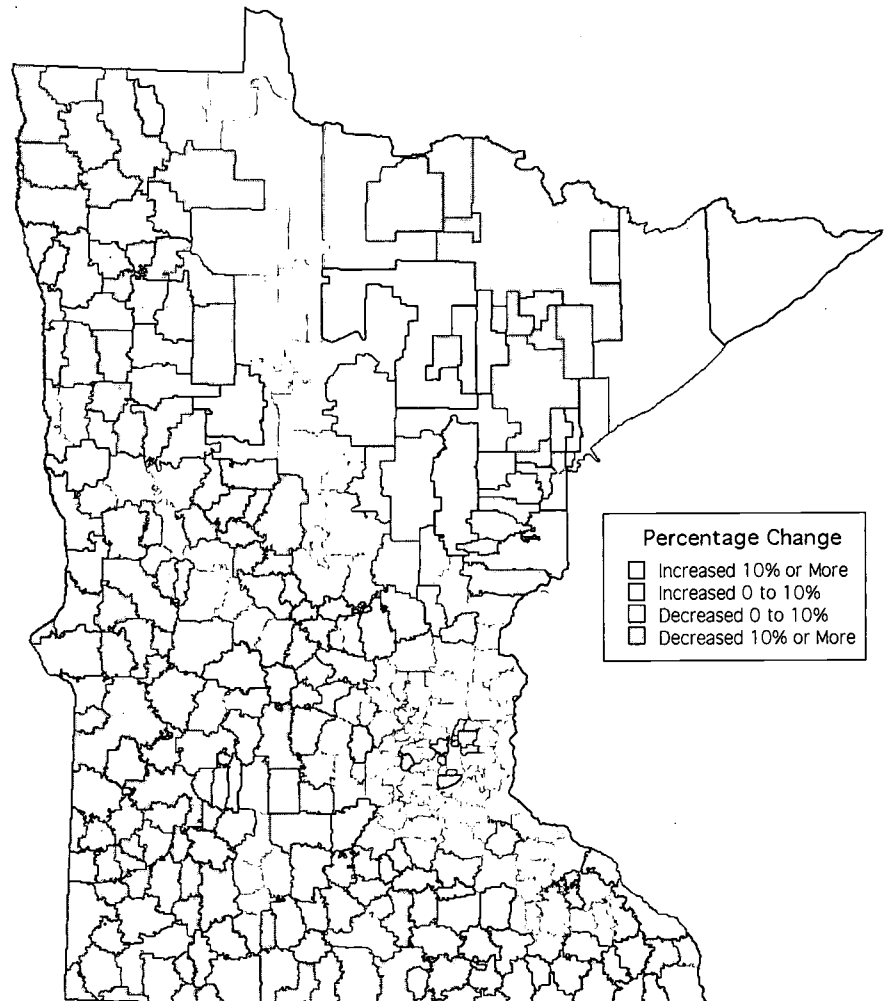 Percentage Change
Increased 10% or More
Increased 0 to 10%
Decreased 0 to 10%
Decreased 10% or More